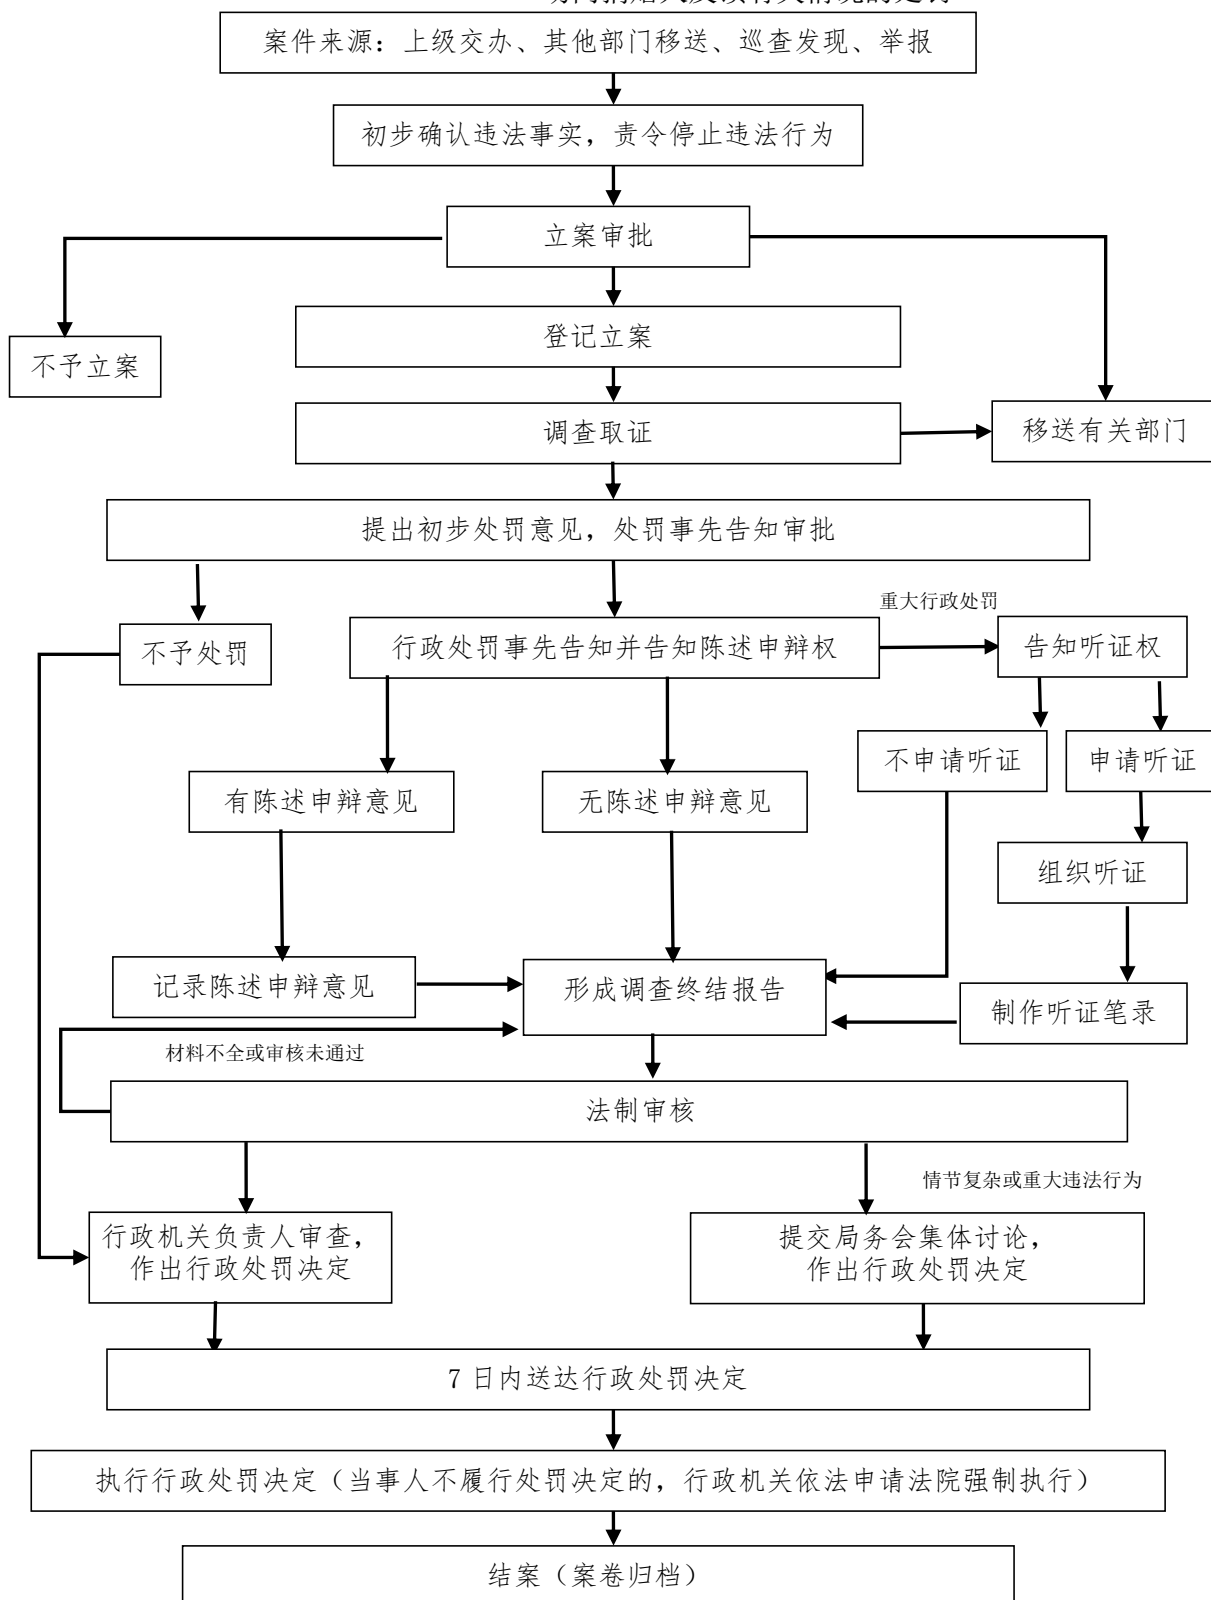 案件来源：上级交办、其他部门移送、巡查发现、举报
初步确认违法事实，责令停止违法行为
立案审批
登记立案
不予立案
调查取证
移送有关部门
提出初步处罚意见，处罚事先告知审批
重大行政处罚
不予处罚
行政处罚事先告知并告知陈述申辩权
告知听证权
不申请听证
申请听证
有陈述申辩意见
无陈述申辩意见
组织听证
记录陈述申辩意见
形成调查终结报告
制作听证笔录
材料不全或审核未通过
法制审核
情节复杂或重大违法行为
行政机关负责人审查，
作出行政处罚决定
提交局务会集体讨论，
作出行政处罚决定
7 日内送达行政处罚决定
执行行政处罚决定（当事人不履行处罚决定的，行政机关依法申请法院强制执行）
结案（案卷归档）